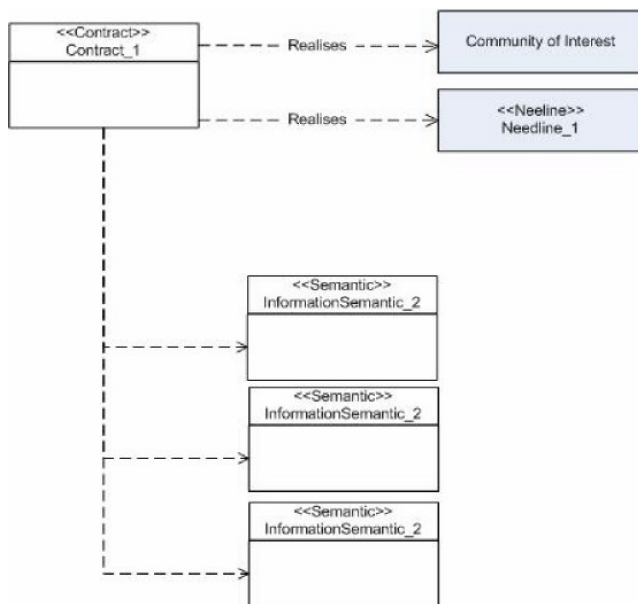 <<Contract>>
Contract_1
Realises
Community of Interest
Realises
<<Neeline>>
Needline_1
<<Semantic>>
InformationSemantic_2
<<Semantic>>
InformationSemantic_2
<<Semantic>>
InformationSemantic_2